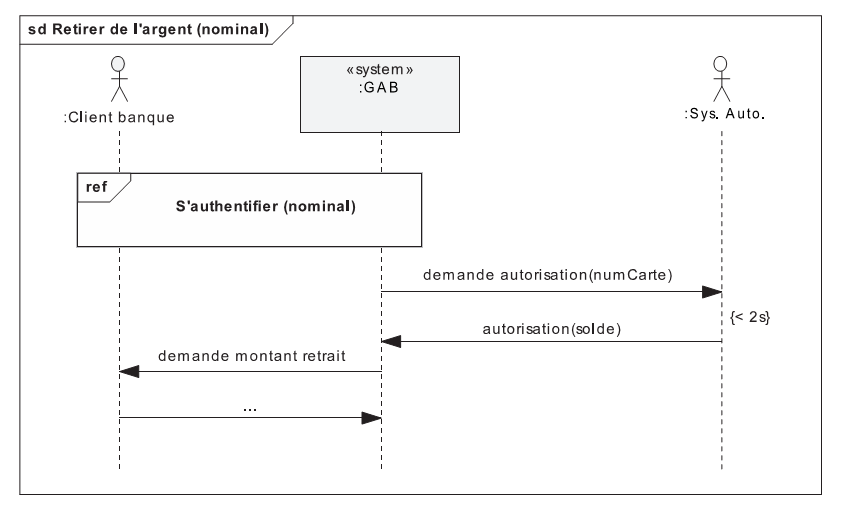 sd Retirer de l'argent (nominal)
«system»
:GAB
:Client banque
:Sys. Auto.
ref
S'authentifier (nominal)
demande autorisation(numCarte)
{< 2s}
autorisation(solde)
demande montant retrait
...